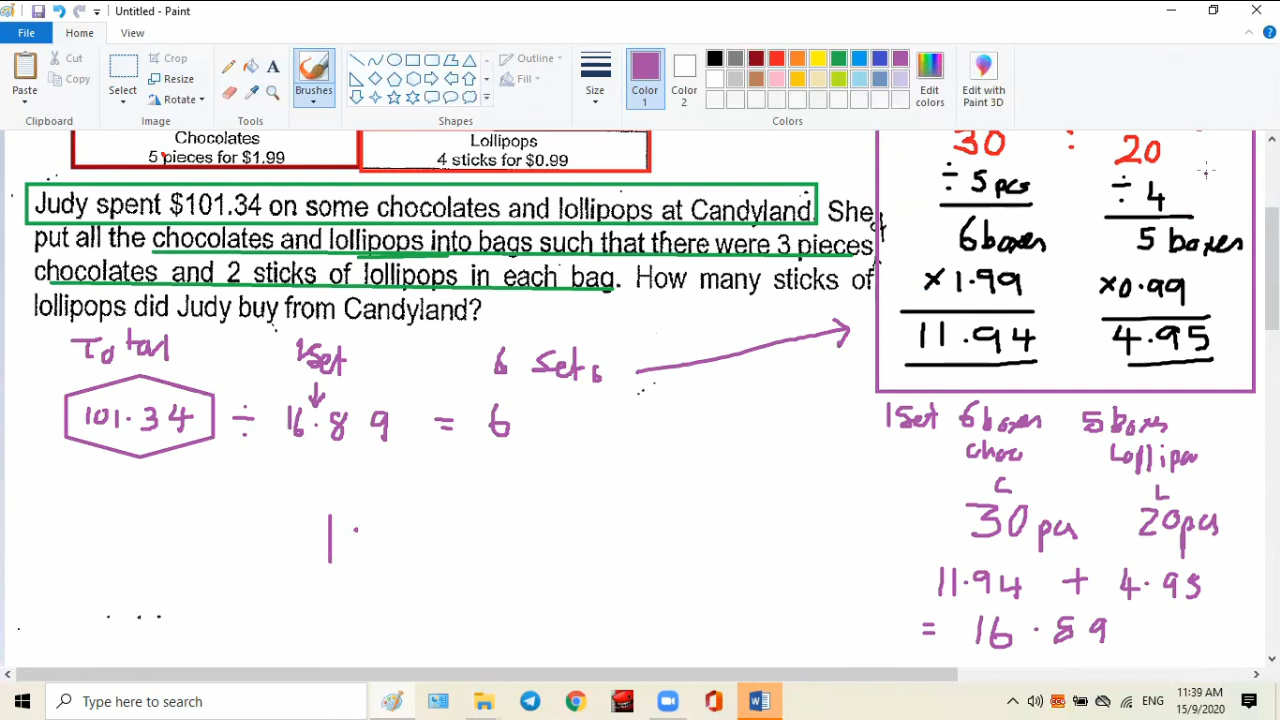 Untitled - Paint
File Home View
Paste
Cut
Copy
Clipboard
Select
Crop
Resize
Rotate
Image
Tools
Brushes
Shapes
Outline
Fill
Size
Color 1
Color 2
Colors
Edit colors
Edit with Paint 3D
Chocolates
5 pieces for $1.99
Lollipops
4 sticks for $0.99
Judy spent $101.34 on some chocolates and lollipops at Candyland. She
put all the chocolates and lollipops into bags such that there were 3 pieces of
chocolates and 2 sticks of lollipops in each bag. How many sticks of
lollipops did Judy buy from Candyland?
30 : 20
÷ 5 pcs ÷ 4
6 boxes 5 boxes
×1.99 ×0.99
11.94 4.95
Total 1set 6 sets
101.34 ÷ 16.89 = 6
1
1set 6 boxes 5 boxes
choc
C L
30 pcs 20 pcs
11.94 + 4.95
= 16.89
Type here to search
ENG
11:39 AM
15/9/2020